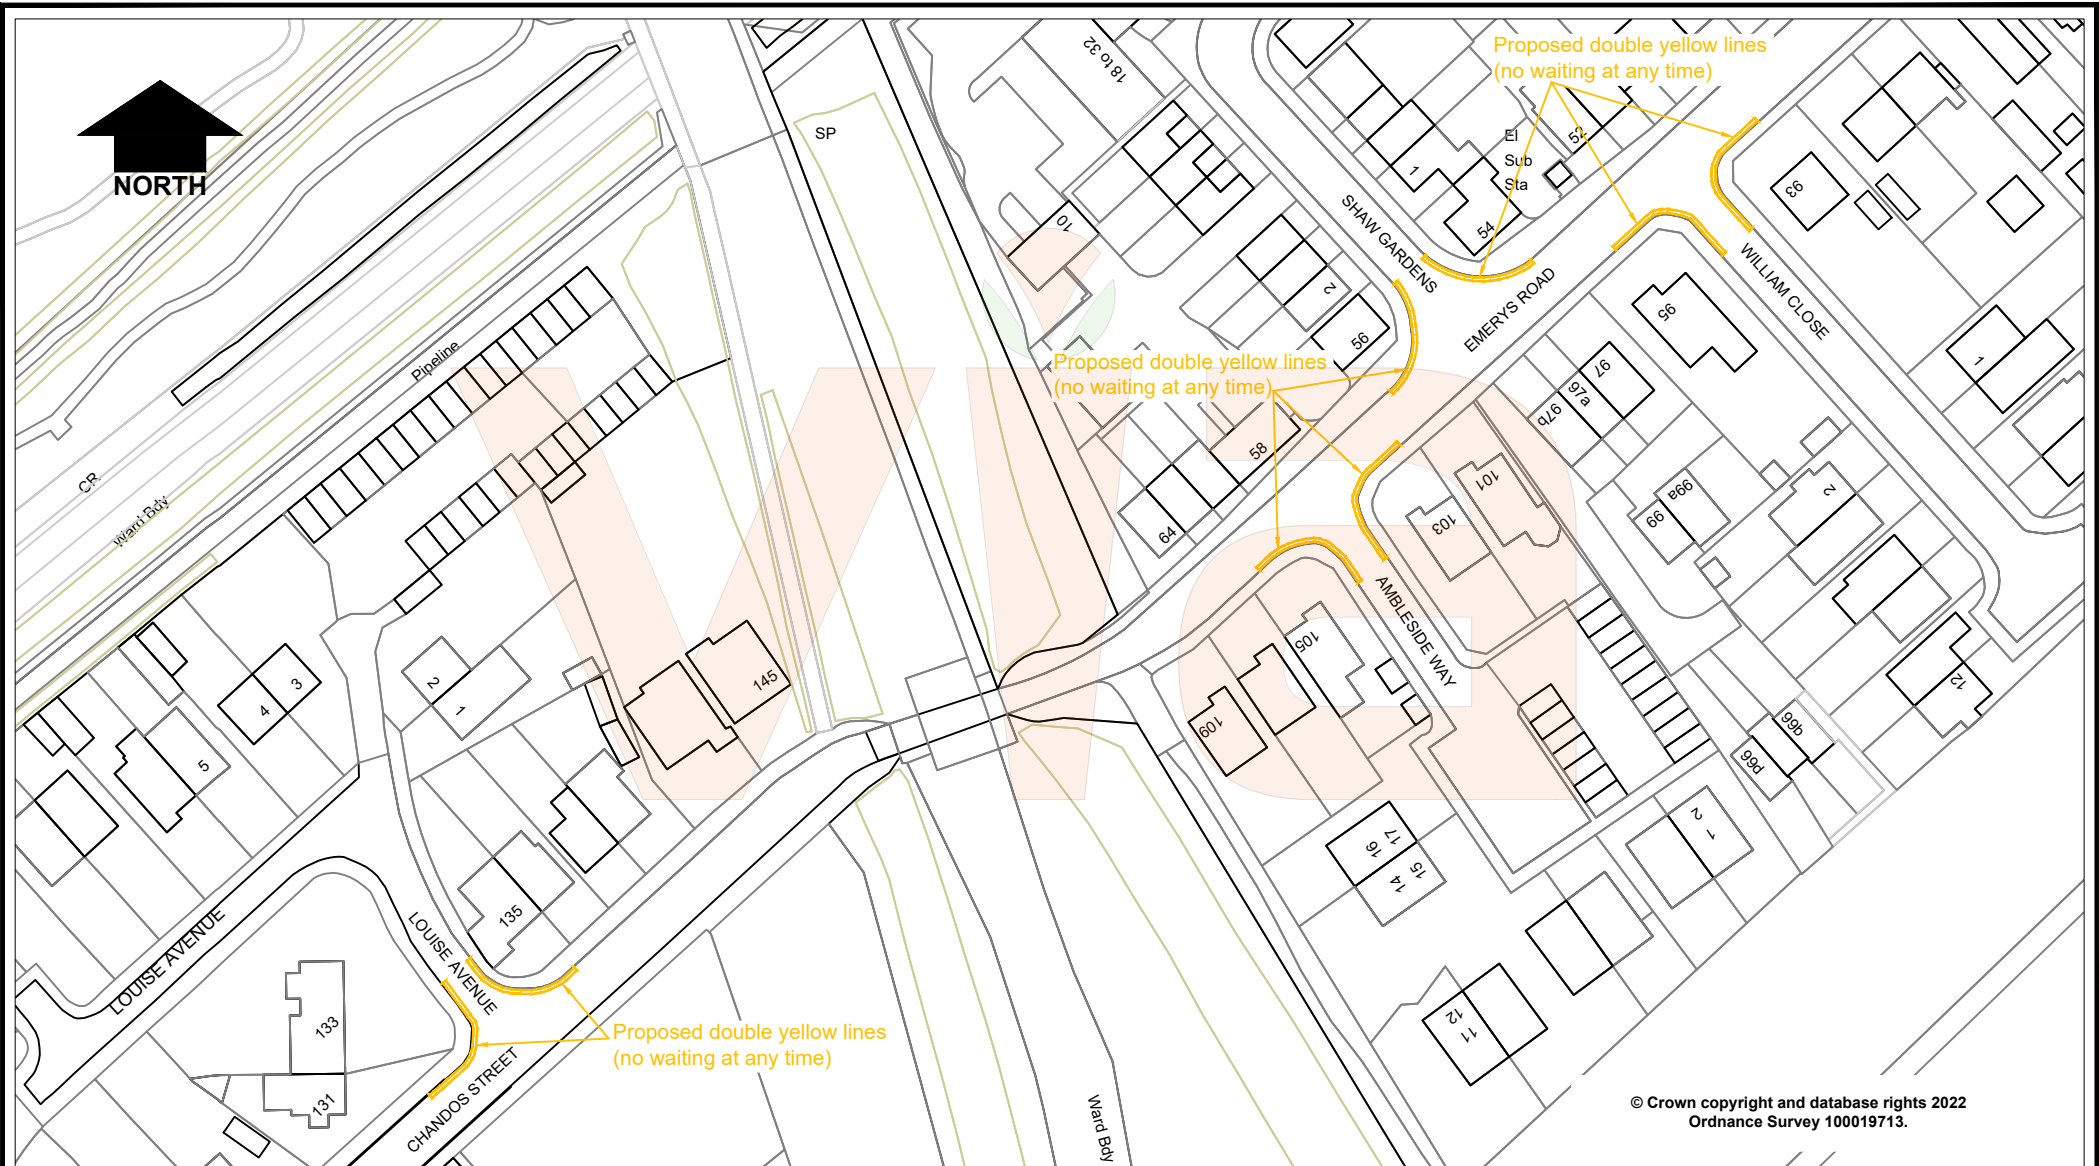 Proposed double yellow lines
(no waiting at any time)
18 to 32
SP
52
El
Sub
Sta
1
NORTH
93
54
10
SHAW GARDENS
WILLIAM CLOSE
2
EMERYS ROAD
95
56
Pipeline
1
Proposed double yellow lines
(no waiting at any time)
97
97a
97b
58
CR
101
99a
2
Ward Bdy
99
103
64
AMBLESIDE WAY
105
3
2
145
12
4
1
109
99b
5
99d
2
1
17
16
15
14
135
LOUISE AVENUE
LOUISE AVENUE
12
11
133
Proposed double yellow lines
(no waiting at any time)
CHANDOS STREET
131
Ward Bdy
© Crown copyright and database rights 2022
Ordnance Survey 100019713.
via